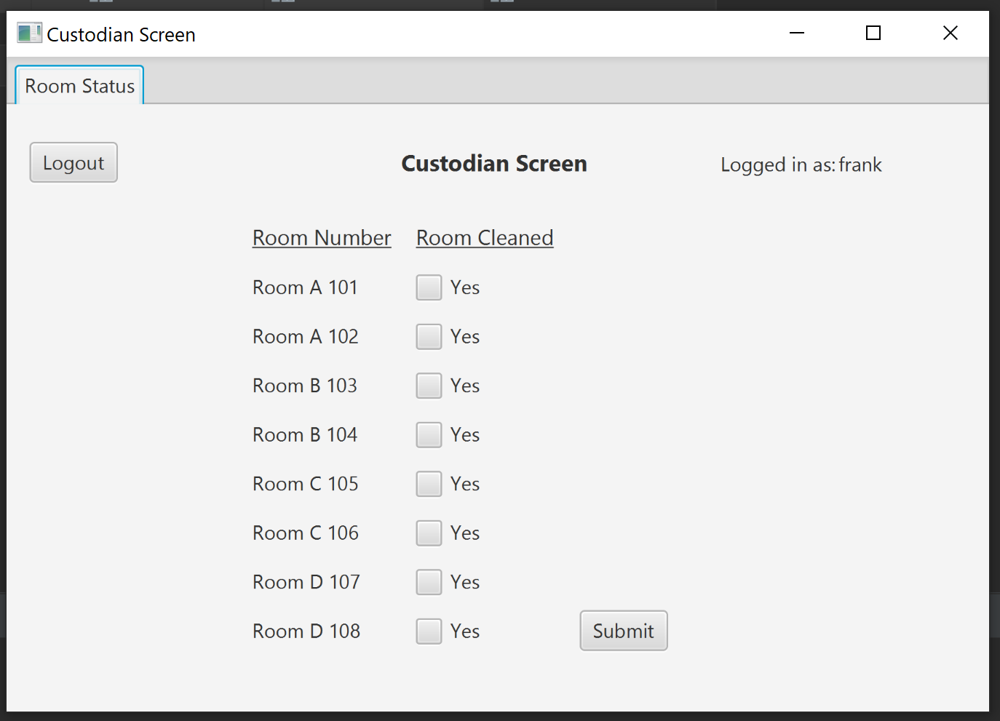 Custodian Screen
Room Status
Logout
Custodian Screen
Logged in as: frank
Room Number Room Cleaned
Room A 101 Yes
Room A 102 Yes
Room B 103 Yes
Room B 104 Yes
Room C 105 Yes
Room C 106 Yes
Room D 107 Yes
Room D 108 Yes
Submit